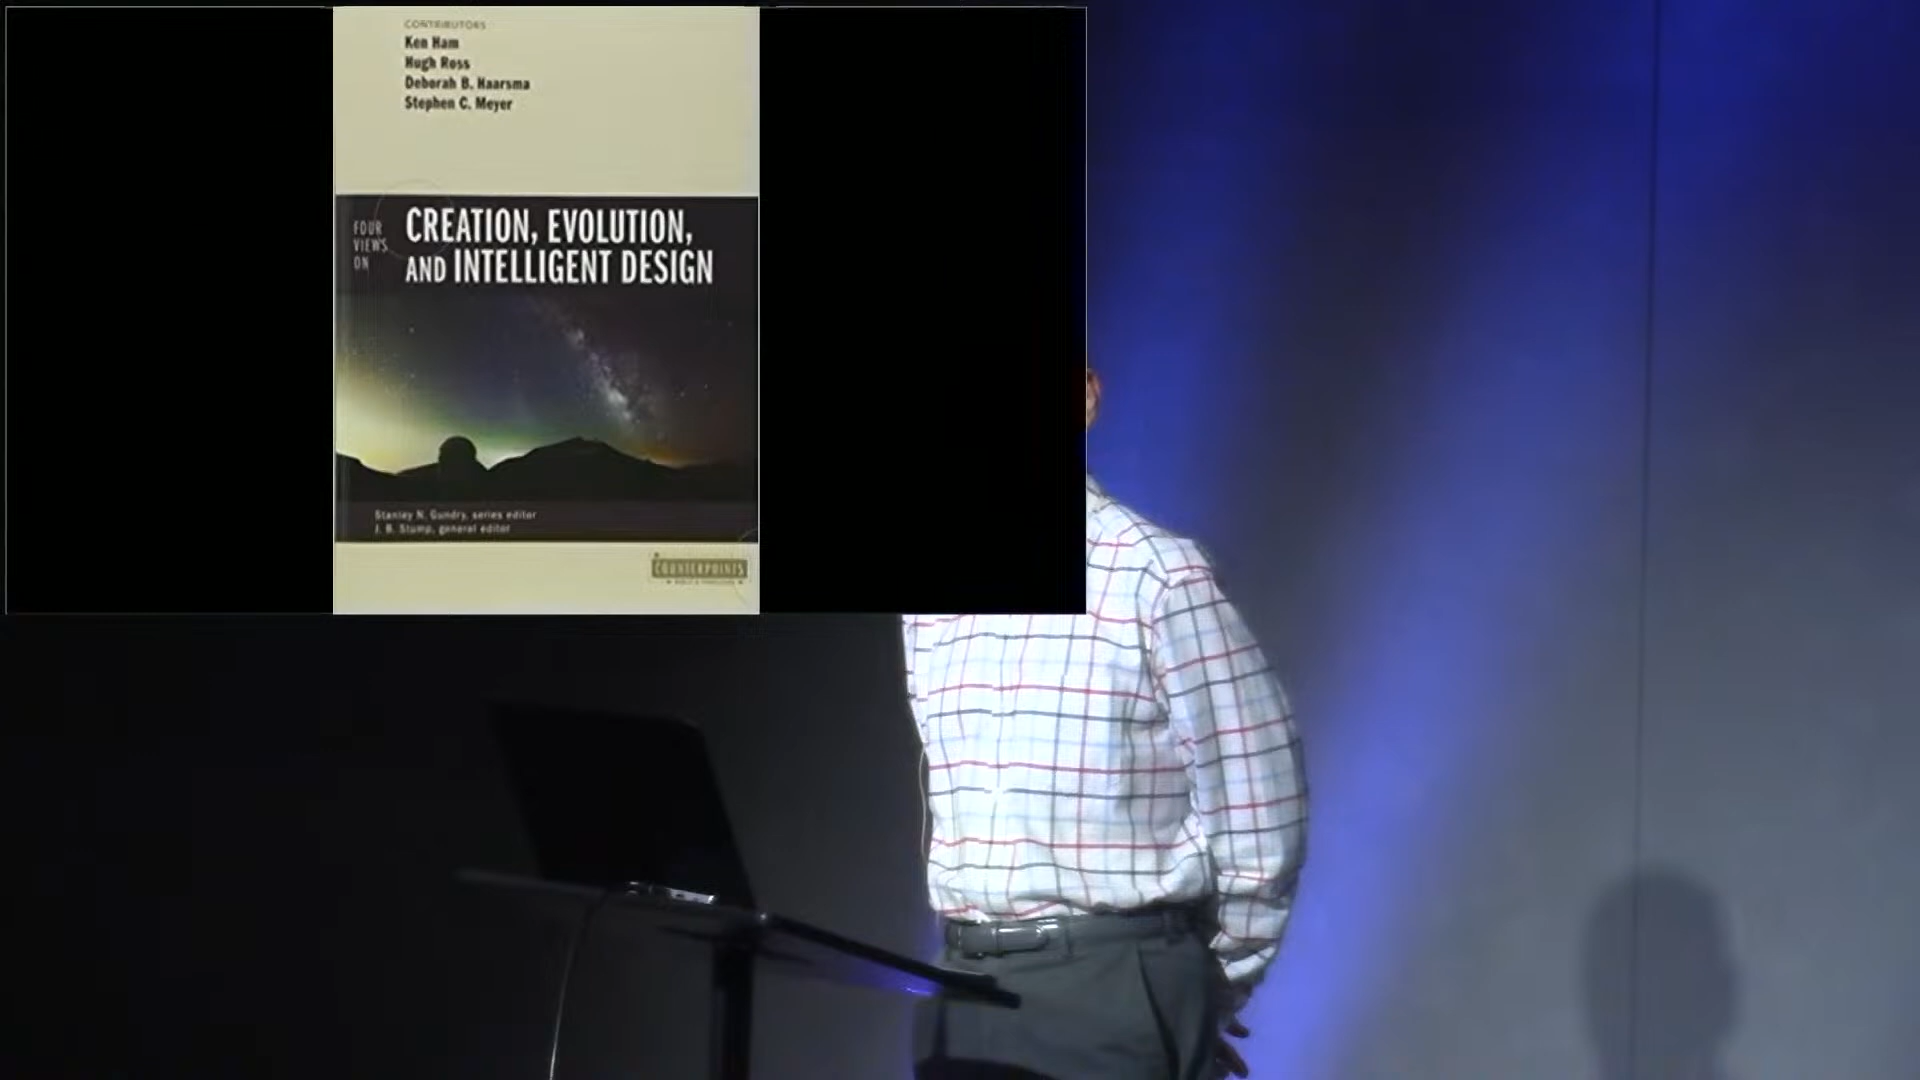 CONTRIBUTORS
Ken Ham
Hugh Ross
Deborah B. Haarsma
Stephen C. Meyer
FOUR
VIEWS
ON
CREATION, EVOLUTION,
AND INTELLIGENT DESIGN
Stanley N. Gundry, series editor
J. B. Stump, general editor
COUNTERPOINTS